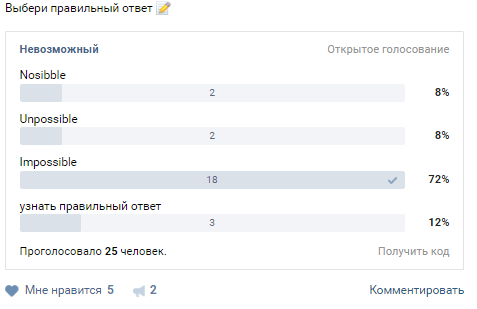 Выбери правильный ответ 📝
Невозможный Открытое голосование
Nosibble
2 8%
Unpossible
2 8%
Impossible
18 72%
узнать правильный ответ
3 12%
Проголосовало 25 человек. Получить код
Мне нравится 5 2 Комментировать